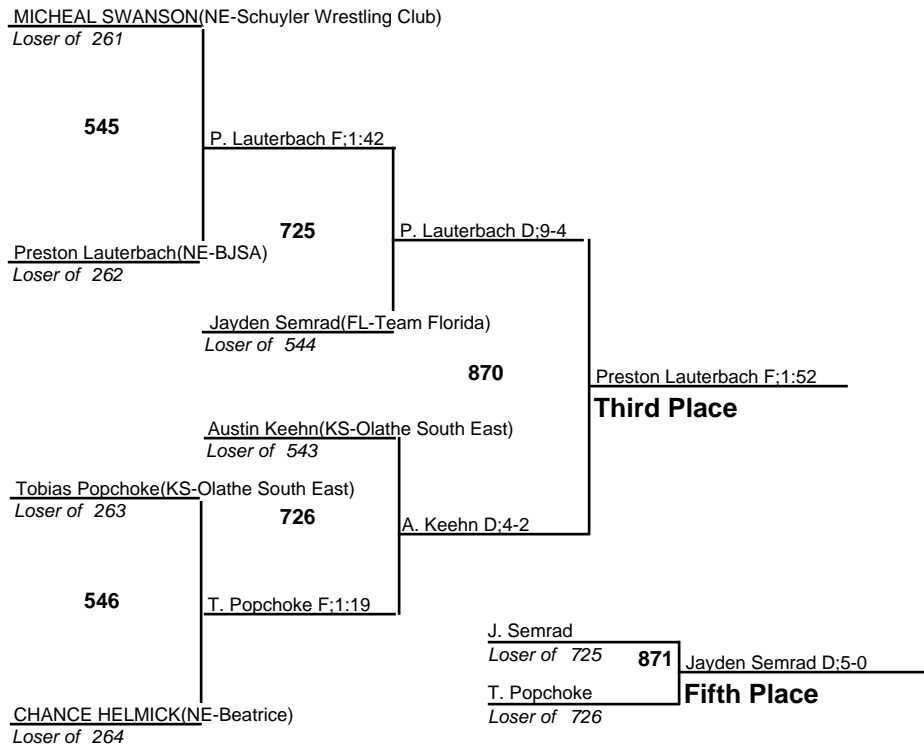 MICHEAL SWANSON(NE-Schuyler Wrestling Club)
Loser of 261
545
P. Lauterbach F;1:42
725
P. Lauterbach D;9-4
Preston Lauterbach(NE-BJSA)
Loser of 262
Jayden Semrad(FL-Team Florida)
Loser of 544
870
Preston Lauterbach F;1:52
Third Place
Austin Keehn(KS-Olathe South East)
Loser of 543
Tobias Popchoke(KS-Olathe South East)
Loser of 263
726
A. Keehn D;4-2
546
T. Popchoke F;1:19
J. Semrad
Loser of 725
871
Jayden Semrad D;5-0
Fifth Place
T. Popchoke
Loser of 726
CHANCE HELMICK(NE-Beatrice)
Loser of 264